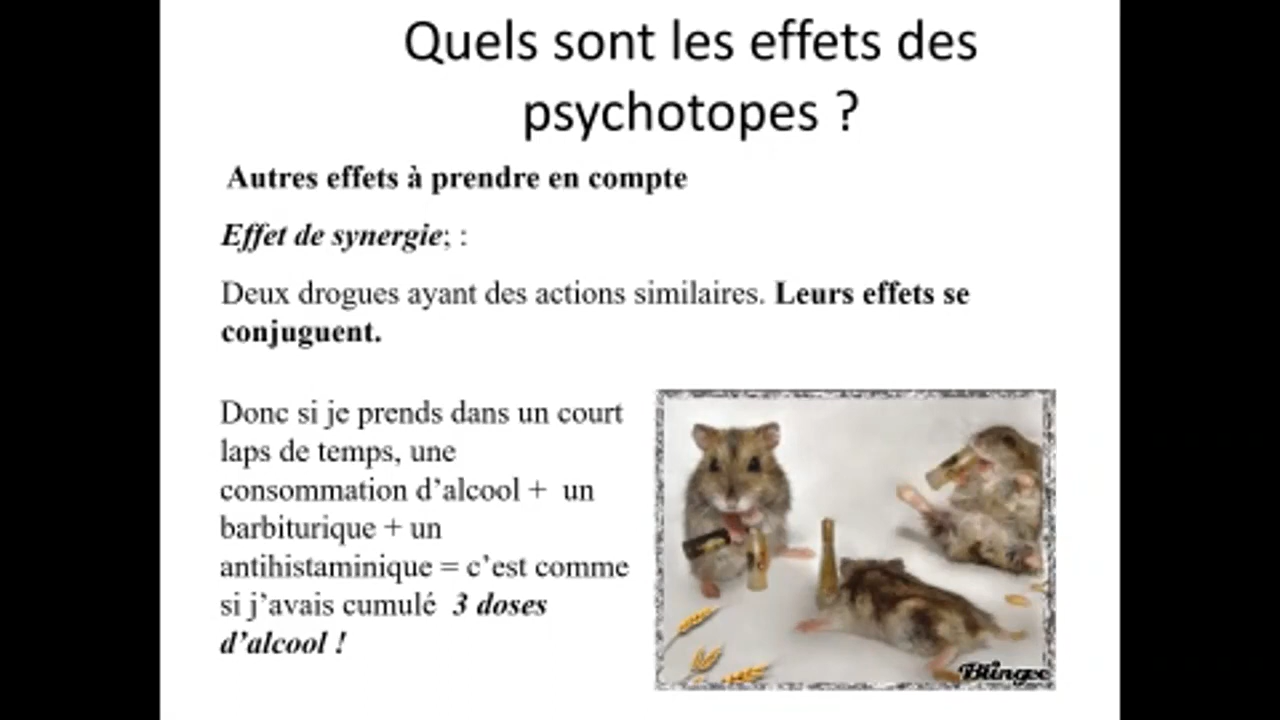 Quels sont les effets des
psychotopes ?
Autres effets à prendre en compte
Effet de synergie; :
Deux drogues ayant des actions similaires. Leurs effets se
conjuguent.
Donc si je prends dans un court
laps de temps, une
consommation d’alcool + un
barbiturique + un
antihistaminique = c’est comme
si j’avais cumulé 3 doses
d’alcool !
Blingee